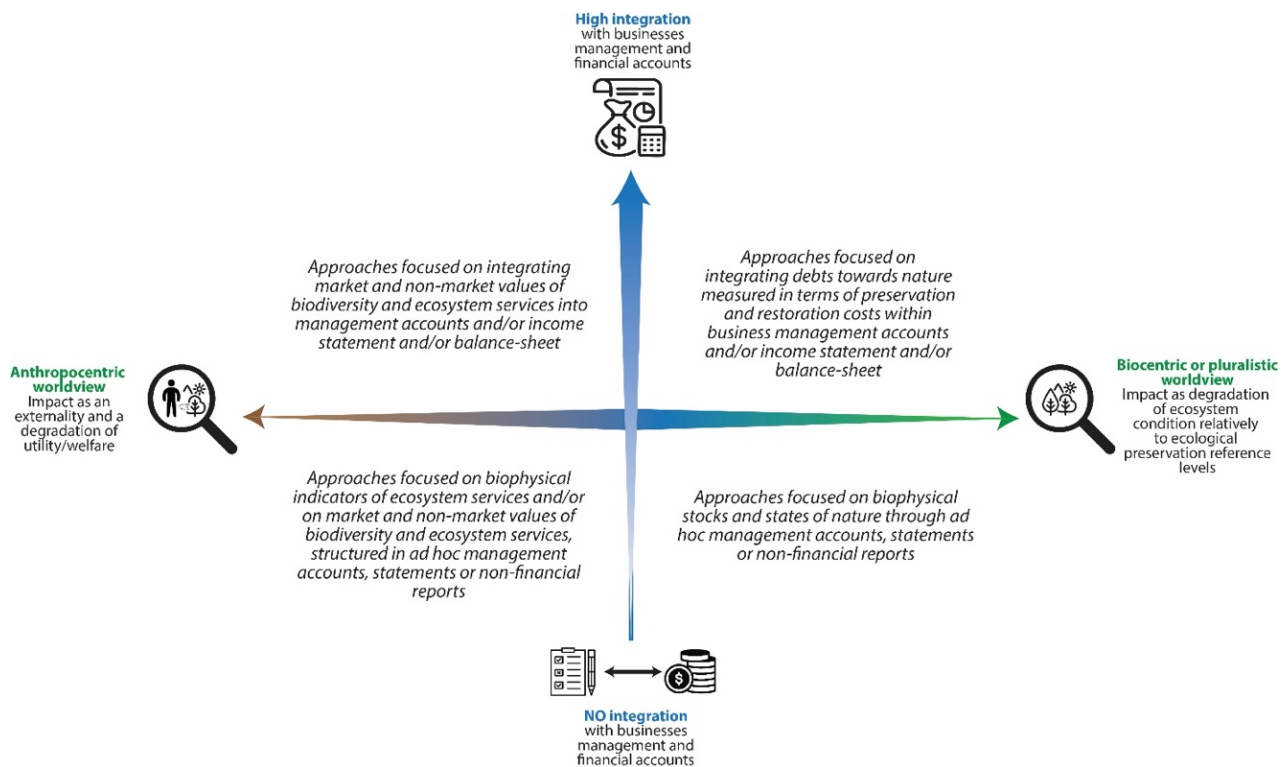 High integration
with businesses
management and
financial accounts
$
Approaches focused on integrating
market and non-market values of
biodiversity and ecosystem services into
management accounts and/or income
statement and/or balance-sheet
Approaches focused on
integrating debts towards nature
measured in terms of preservation
and restoration costs within
business management accounts
and/or income statement and/or
balance-sheet
Anthropocentric
worldview
Impact as an
externality and a
degradation of
utility/welfare
Biocentric or pluralistic
worldview
Impact as degradation
of ecosystem
condition relatively
to ecological
preservation reference
levels
Approaches focused on biophysical
indicators of ecosystem services and/or
on market and non-market values of
biodiversity and ecosystem services,
structured in ad hoc management
accounts, statements or non-financial
reports
Approaches focused on biophysical
stocks and states of nature through ad
hoc management accounts, statements
or non-financial reports
$
NO integration
with businesses
management and
financial accounts